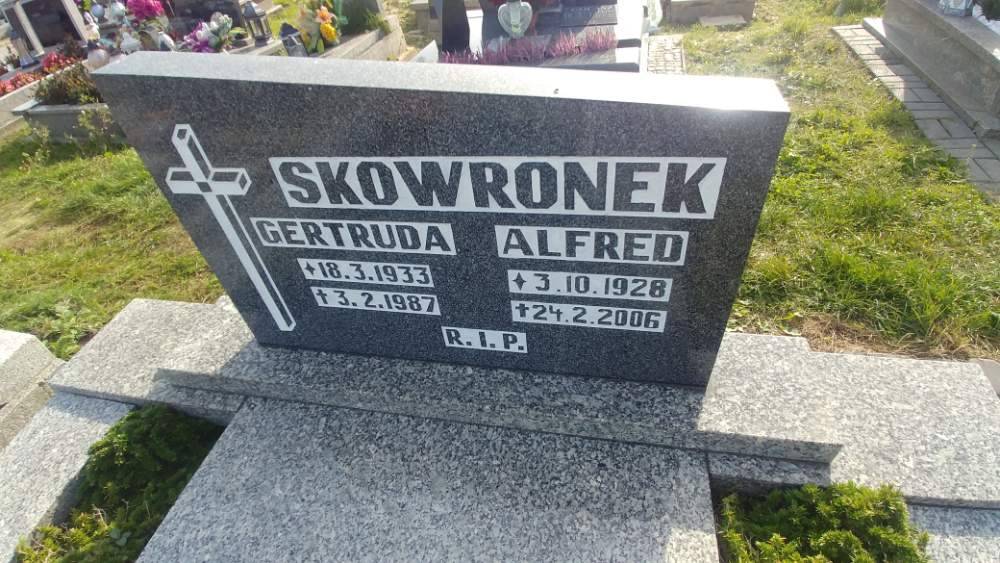 SKOWRONEK
GERTRUDA
✦18.3.1933
✝3.2.1987
ALFRED
✦3.10.1928
✝24.2.2006
R.I.P.